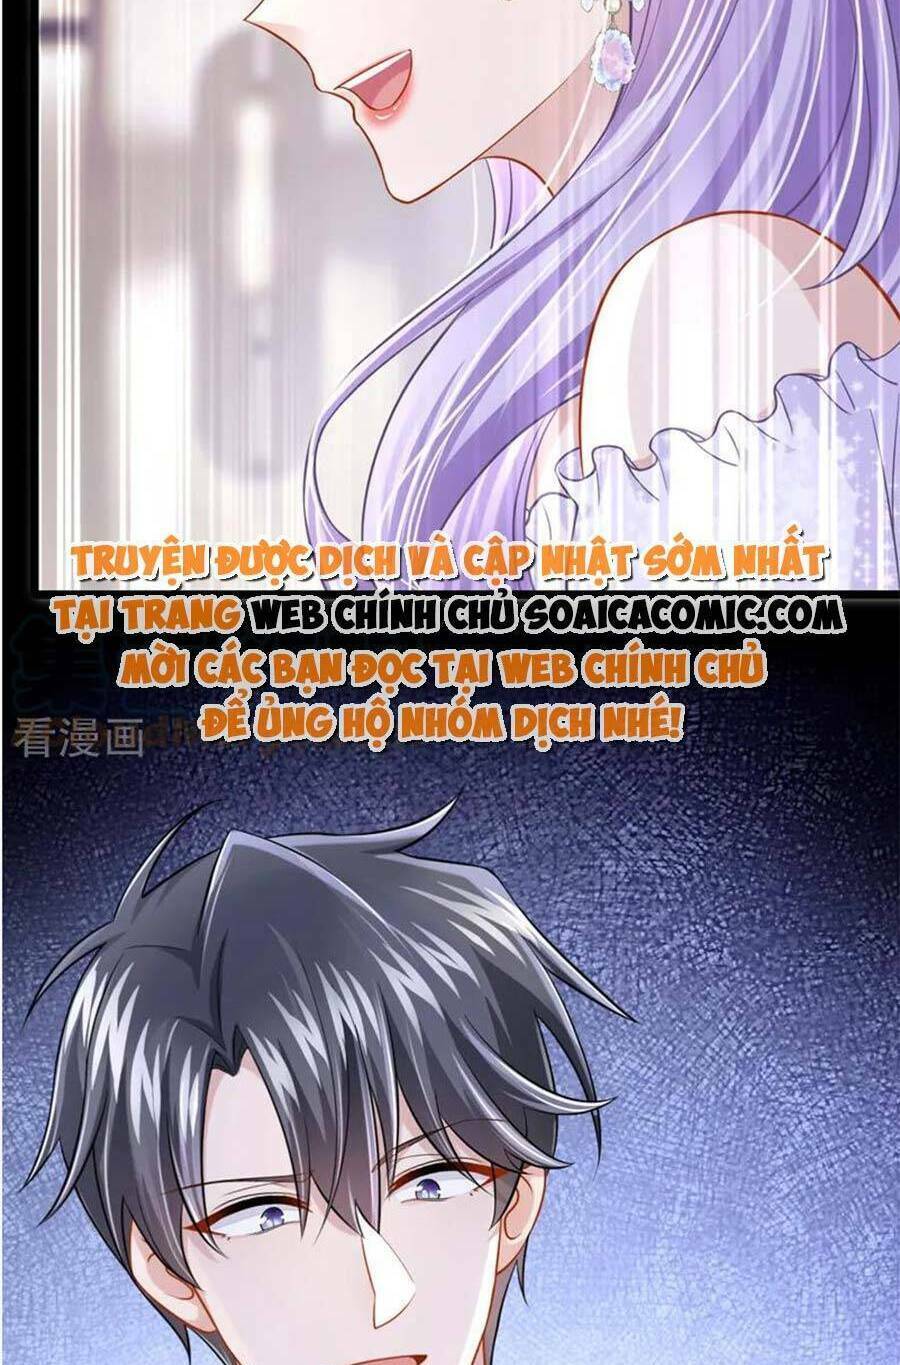 TRUYỆN ĐƯỢC DỊCH VÀ CẬP NHẬT SỚM NHẤT
TẠI TRANG WEB CHÍNH CHỦ SOAICACOMIC.COM
MỜI CÁC BẠN ĐỌC TẠI WEB CHÍNH CHỦ
ĐỂ ỦNG HỘ NHÓM DỊCH NHÉ!
看漫画